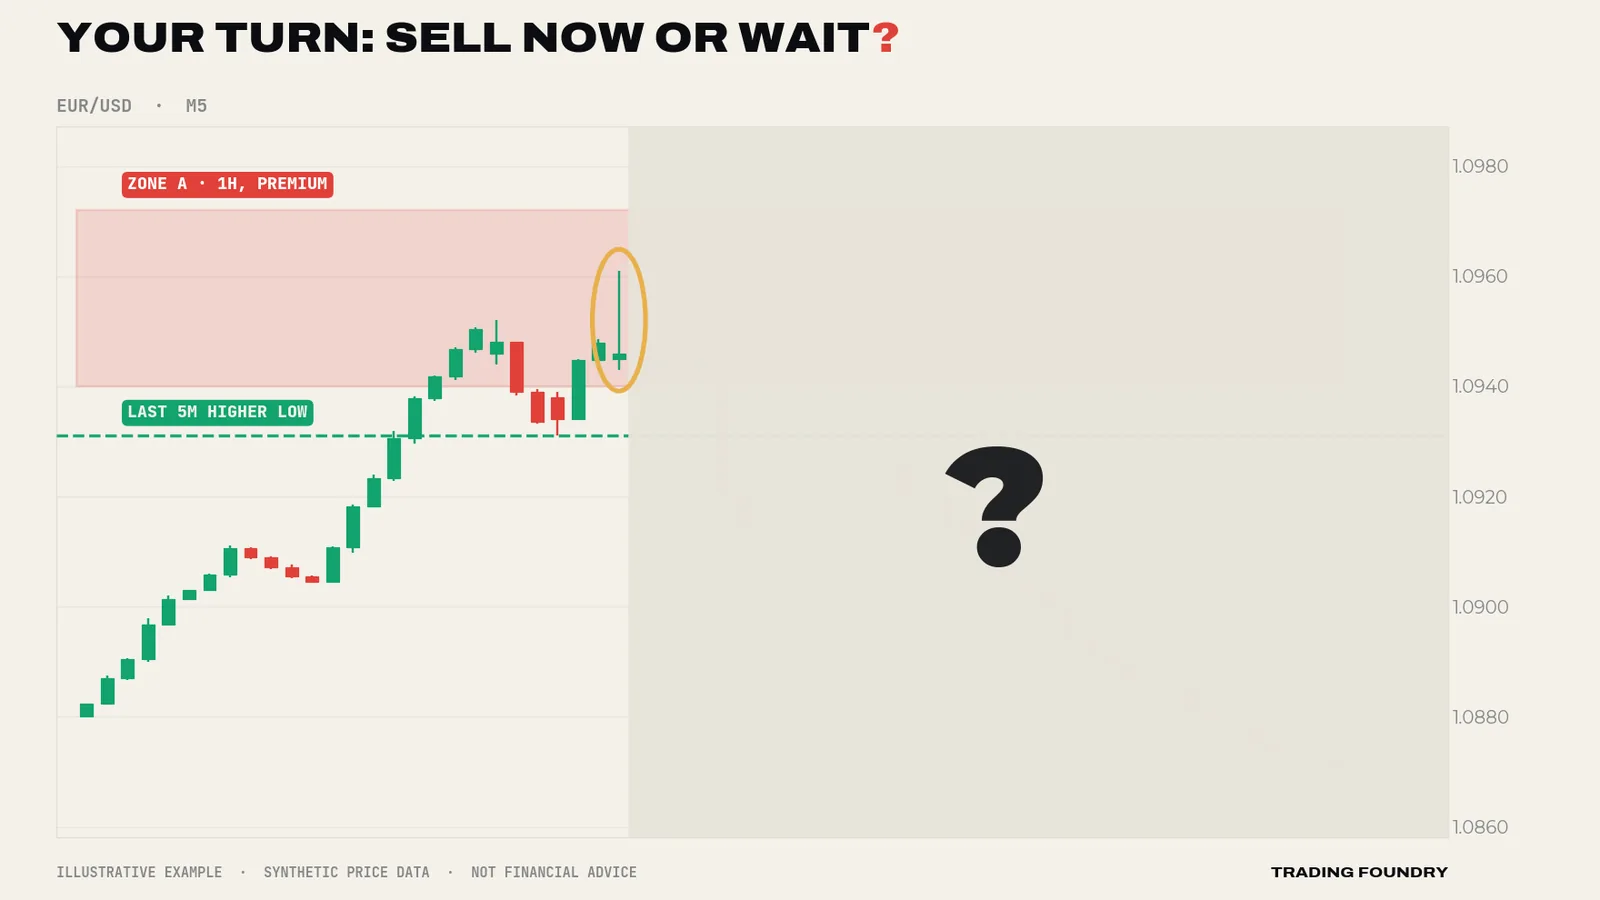 YOUR TURN: SELL NOW OR WAIT?
EUR/USD · M5
ZONE A · 1H, PREMIUM
LAST 5M HIGHER LOW
?
1.0980
1.0960
1.0940
1.0920
1.0900
1.0880
1.0860
ILLUSTRATIVE EXAMPLE · SYNTHETIC PRICE DATA · NOT FINANCIAL ADVICE
TRADING FOUNDRY